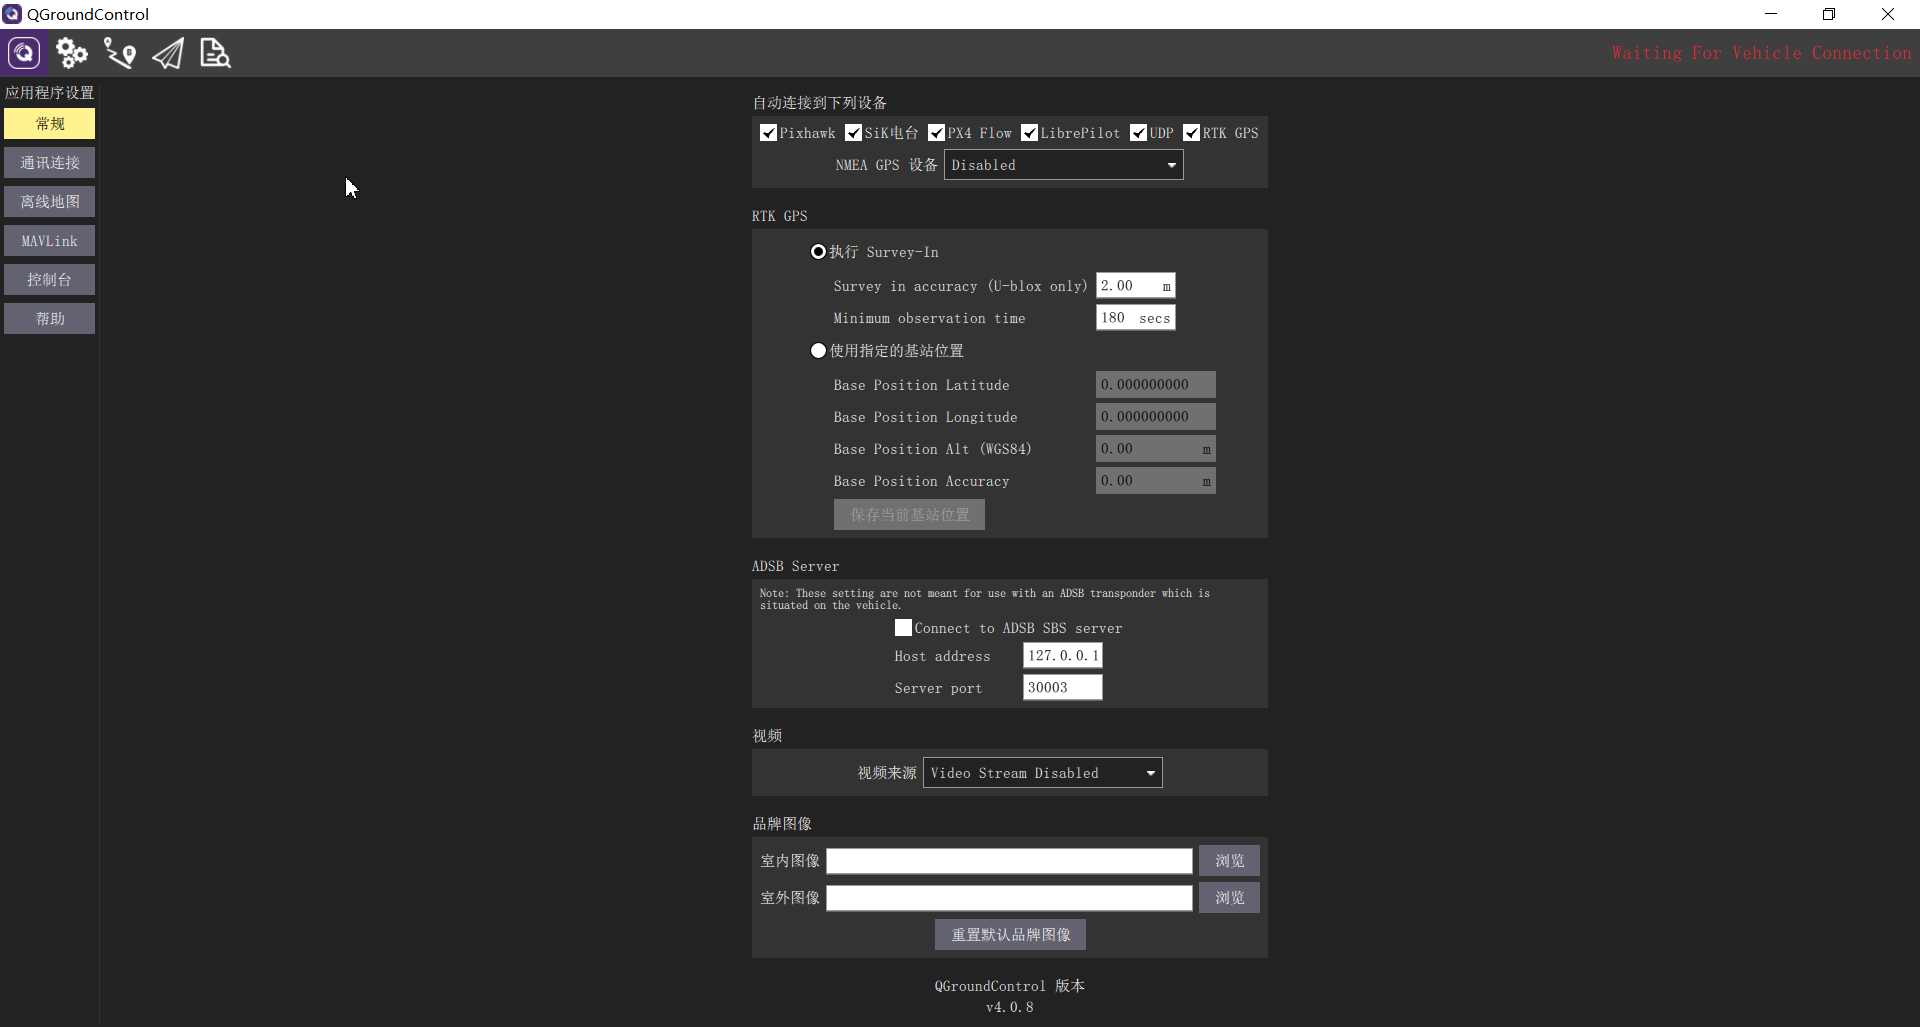 QGroundControl
Waiting For Vehicle Connection
应用程序设置
常规
通讯连接
离线地图
MAVLink
控制台
帮助
自动连接到下列设备
Pixhawk SiK电台 PX4 Flow LibrePilot UDP RTK GPS
NMEA GPS 设备 Disabled
RTK GPS
执行 Survey-In
Survey in accuracy (U-blox only) 2.00 m
Minimum observation time 180 secs
使用指定的基站位置
Base Position Latitude 0.000000000
Base Position Longitude 0.000000000
Base Position Alt (WGS84) 0.00 m
Base Position Accuracy 0.00 m
保存当前基站位置
ADSB Server
Note: These setting are not meant for use with an ADSB transponder which is
situated on the vehicle.
Connect to ADSB SBS server
Host address 127.0.0.1
Server port 30003
视频
视频来源 Video Stream Disabled
品牌图像
室内图像 浏览
室外图像 浏览
重置默认品牌图像
QGroundControl 版本
v4.0.8